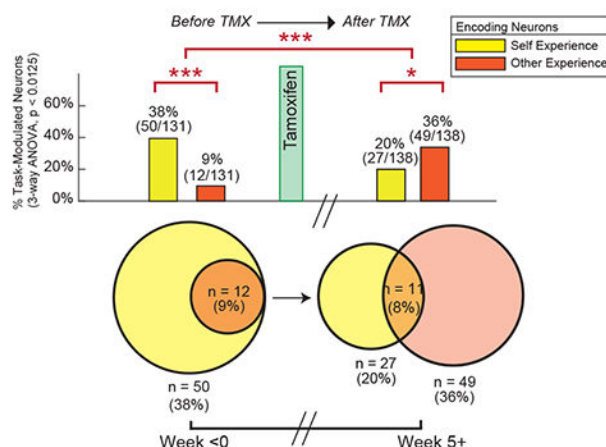 Before TMX
After TMX
Encoding Neurons
Self Experience
Other Experience
***
***
*
% Task-Modulated Neurons
(3-way ANOVA, p < 0.0125)
60%
40%
20%
0%
38%
(50/131)
9%
(12/131)
Tamoxifen
20%
(27/138)
36%
(49/138)
n = 12
(9%)
n = 11
(8%)
n = 50
(38%)
n = 27
(20%)
n = 49
(36%)
Week <0
Week 5+